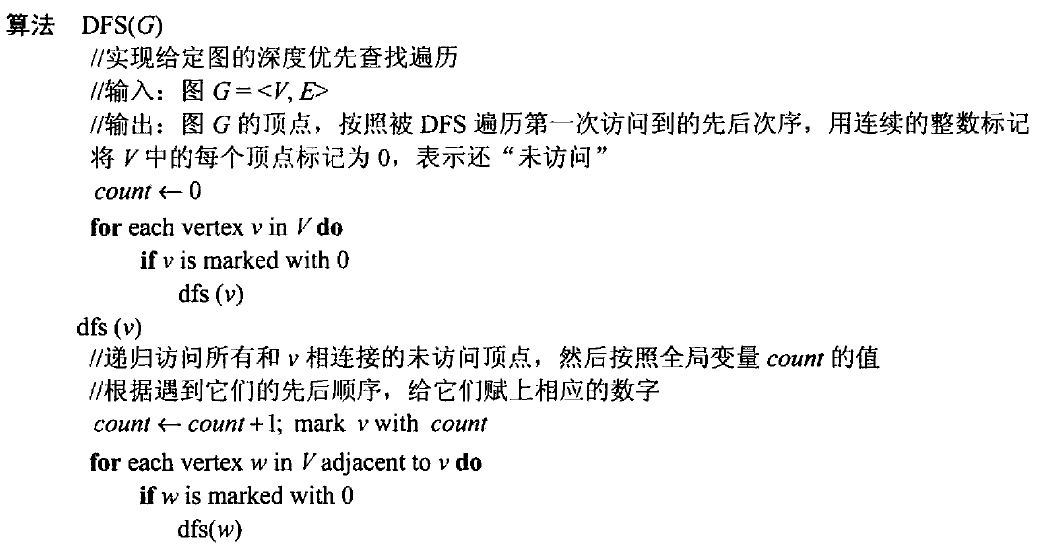 算法 DFS(G)
//实现给定图的深度优先查找遍历
//输入：图 G = <V, E>
//输出：图 G 的顶点，按照被 DFS 遍历第一次访问到的先后次序，用连续的整数标记
将 V 中的每个顶点标记为 0，表示还“未访问”
count ← 0
for each vertex v in V do
if v is marked with 0
dfs (v)
dfs (v)
//递归访问所有和 v 相连接的未访问顶点，然后按照全局变量 count 的值
//根据遇到它们的先后顺序，给它们赋上相应的数字
count ← count + 1; mark v with count
for each vertex w in V adjacent to v do
if w is marked with 0
dfs(w)